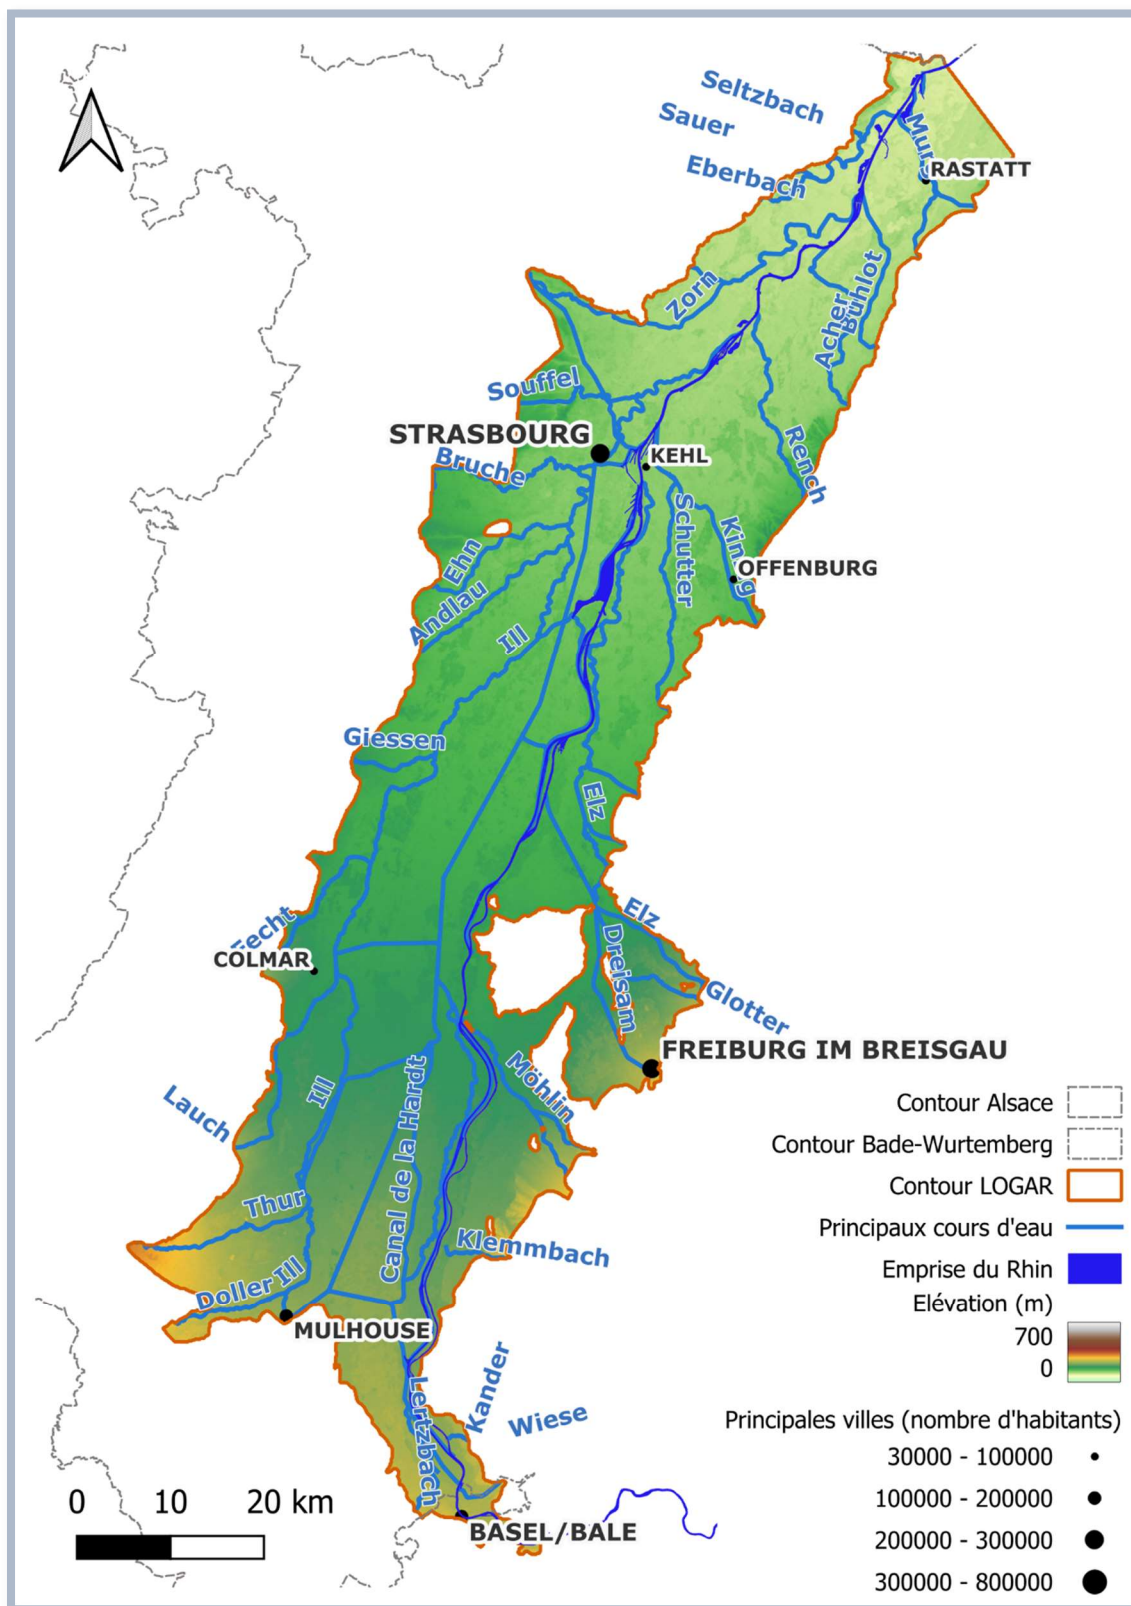 Seltzbach
Sauer
Eberbach
Murg
RASTATT
Zorn
Acher
Bühlot
Souffel
STRASBOURG
KEHL
Bruche
Rench
Schutter
Kinzig
OFFENBURG
Ehn
Andlau
Ill
Giessen
Elz
Fecht
COLMAR
Elz
Dreisam
Glotter
FREIBURG IM BREISGAU
Möhlin
Lauch
Ill
Canal de la Hardt
Thur
Klemmbach
Doller
Ill
MULHOUSE
Kander
Wiese
Lertzbach
BASEL/BALE
0 10 20 km
Contour Alsace
Contour Bade-Wurtemberg
Contour LOGAR
Principaux cours d'eau
Emprise du Rhin
Elévation (m)
700
0
Principales villes (nombre d'habitants)
30000 - 100000
100000 - 200000
200000 - 300000
300000 - 800000